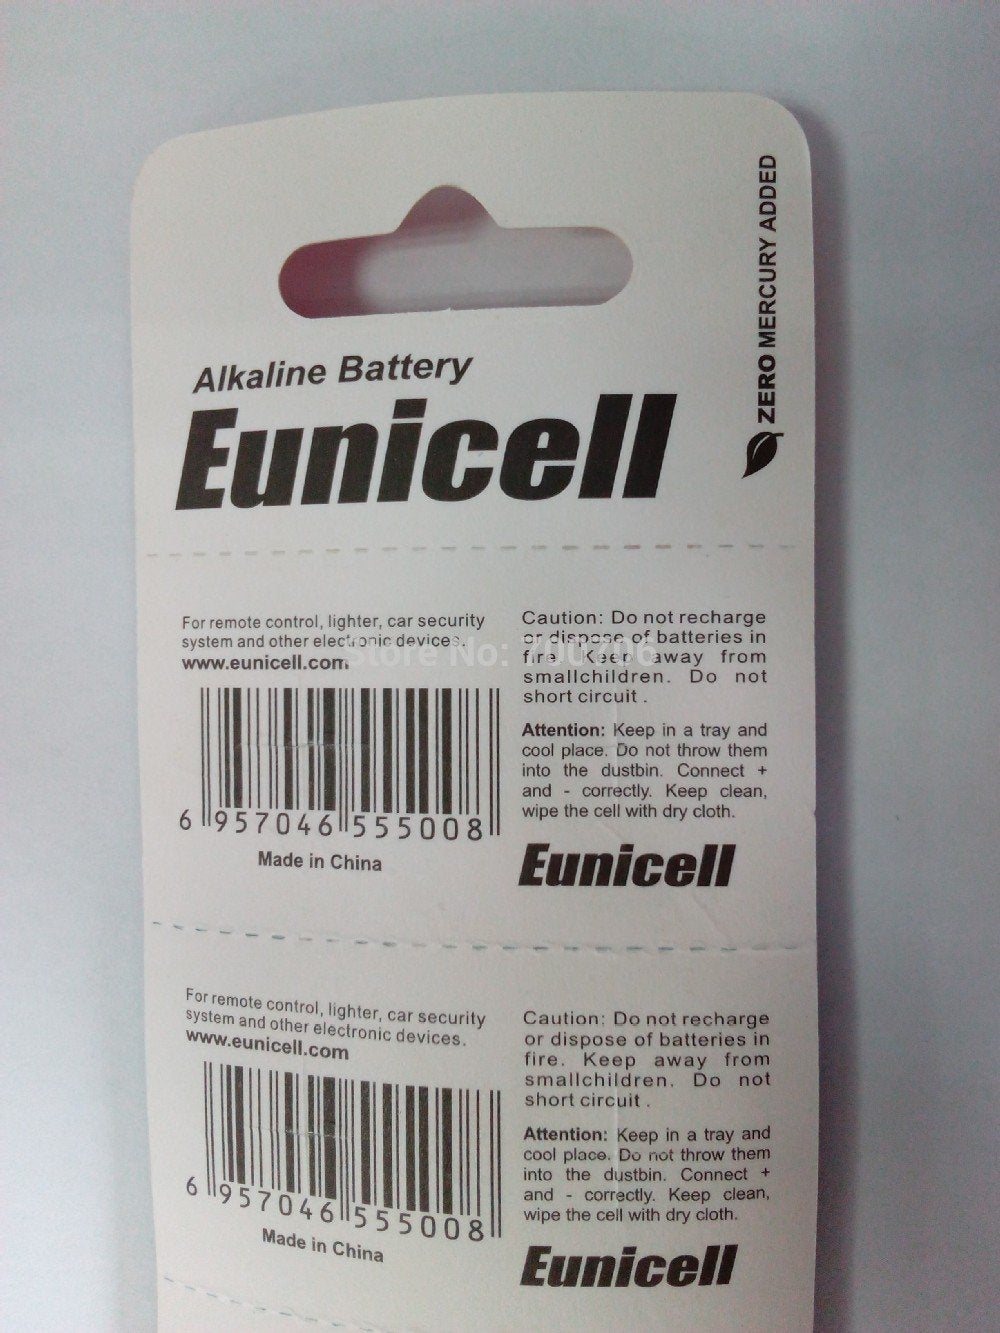 ZERO MERCURY ADDED
Alkaline Battery
Eunicell
For remote control, lighter, car security
system and other electronic devices.
www.eunicell.com
6 957046 555008
Made in China
Caution: Do not recharge
or dispose of batteries in
fire. Keep away from
smallchildren. Do not
short circuit .
Attention: Keep in a tray and
cool place. Do not throw them
into the dustbin. Connect +
and - correctly. Keep clean,
wipe the cell with dry cloth.
Eunicell
Store No: 700706
For remote control, lighter, car security
system and other electronic devices.
www.eunicell.com
6 957046 555008
Made in China
Caution: Do not recharge
or dispose of batteries in
fire. Keep away from
smallchildren. Do not
short circuit .
Attention: Keep in a tray and
cool place. Do not throw them
into the dustbin. Connect +
and - correctly. Keep clean,
wipe the cell with dry cloth.
Eunicell